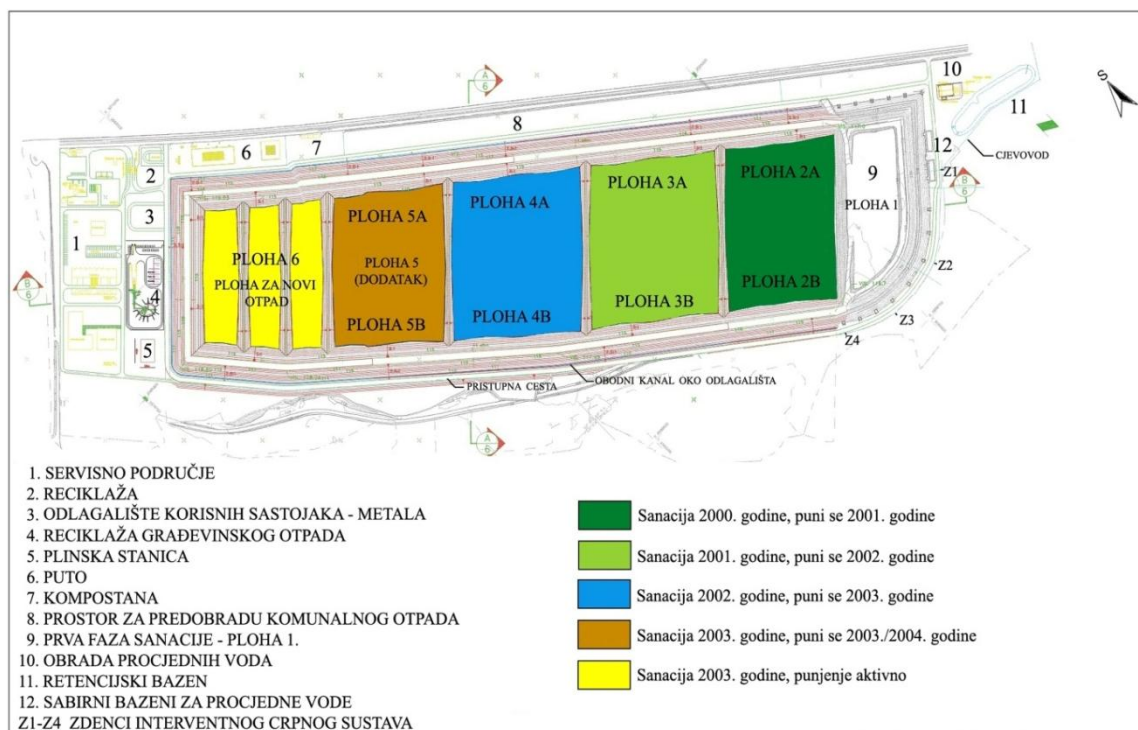 A
6
10
S
11
8
7
6
2
12
CJEVOVOD
PLOHA 2A
PLOHA 3A
9
Z1
PLOHA 4A
B
6
3
PLOHA 5A
PLOHA 1
1
PLOHA 6
PLOHA 5
(DODATAK)
Z2
B
6
PLOHA ZA NOVI
OTPAD
PLOHA 2B
4
PLOHA 3B
PLOHA 4B
Z3
PLOHA 5B
Z4
5
PRISTUPNA CESTA
OBODNI KANAL OKO ODLAGALIŠTA
A
6
1. SERVISNO PODRUČJE
2. RECIKLAŽA
3. ODLAGALIŠTE KORISNIH SASTOJAKA - METALA
4. RECIKLAŽA GRAĐEVINSKOG OTPADA
5. PLINSKA STANICA
6. PUTO
7. KOMPOSTANA
8. PROSTOR ZA PREDOBRADU KOMUNALNOG OTPADA
9. PRVA FAZA SANACIJE - PLOHA 1.
10. OBRADA PROCJEDNIH VODA
11. RETENCIJSKI BAZEN
12. SABIRNI BAZENI ZA PROCJEDNE VODE
Z1-Z4 ZDENCI INTERVENTNOG CRPNOG SUSTAVA
Sanacija 2000. godine, puni se 2001. godine
Sanacija 2001. godine, puni se 2002. godine
Sanacija 2002. godine, puni se 2003. godine
Sanacija 2003. godine, puni se 2003./2004. godine
Sanacija 2003. godine, punjenje aktivno